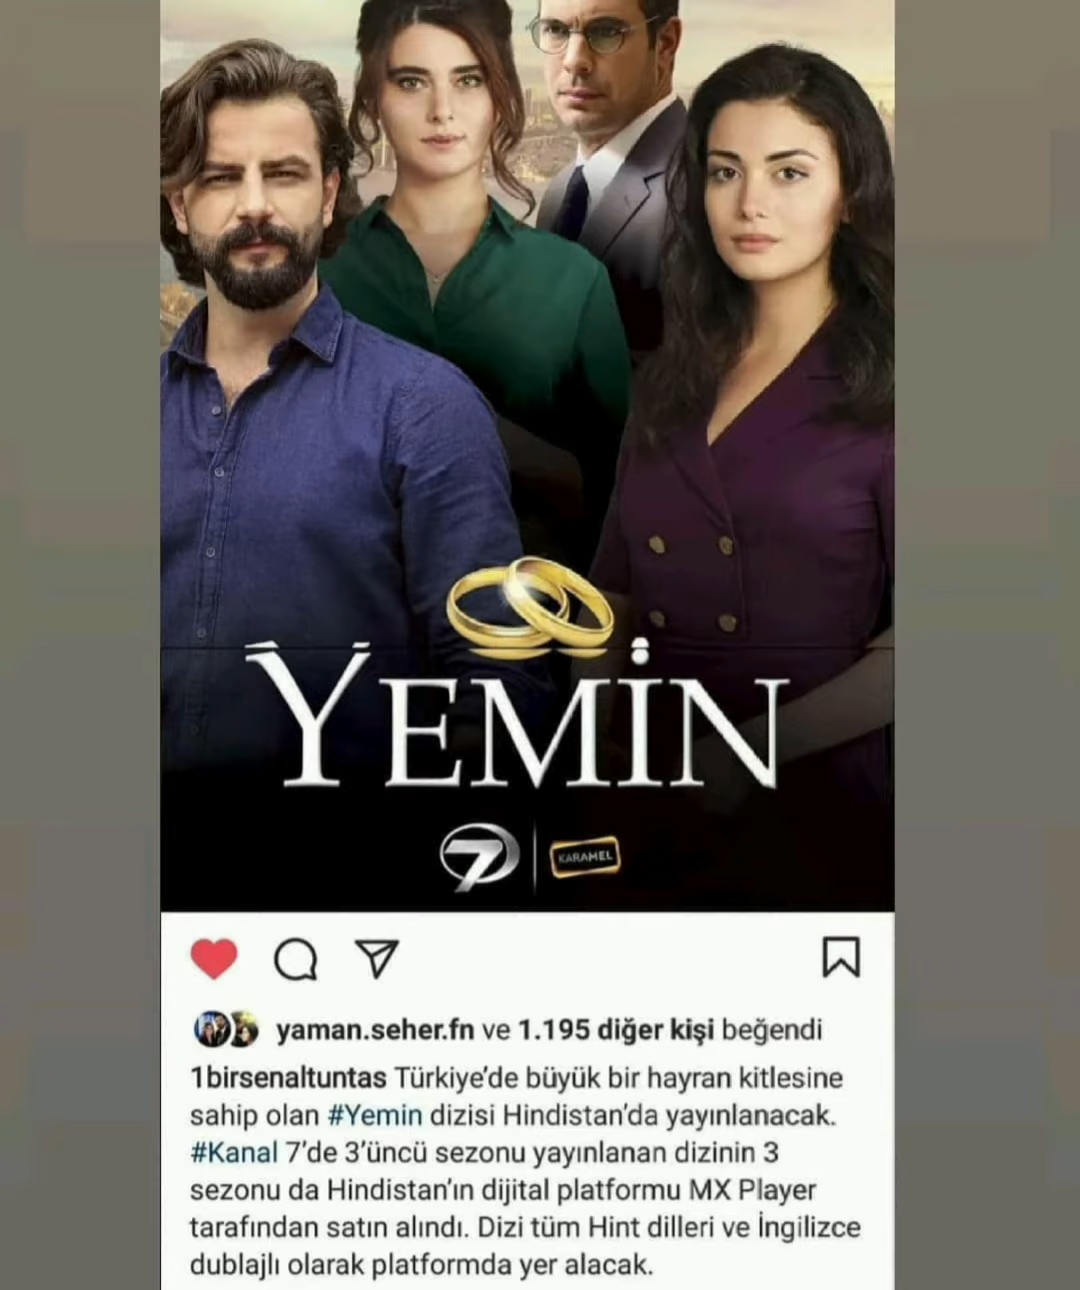 YEMİN
7 KARAMEL
yaman.seher.fn ve 1.195 diğer kişi beğendi
1birsenaltuntas Türkiye'de büyük bir hayran kitlesine
sahip olan #Yemin dizisi Hindistan'da yayınlanacak.
#Kanal 7'de 3'üncü sezonu yayınlanan dizinin 3
sezonu da Hindistan'ın dijital platformu MX Player
tarafından satın alındı. Dizi tüm Hint dilleri ve İngilizce
dublajlı olarak platformda yer alacak.